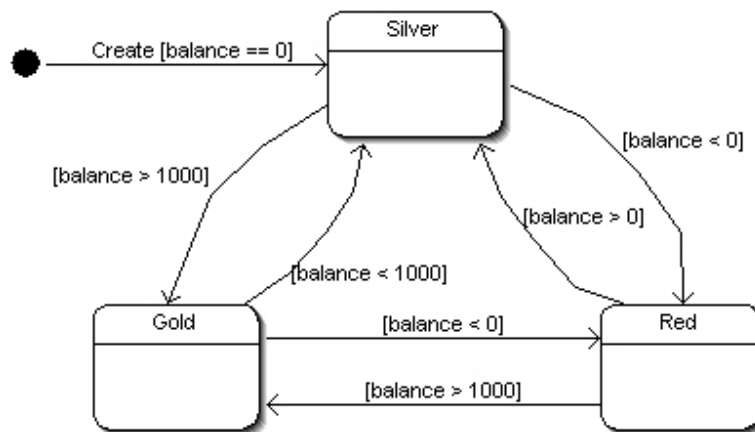 Silver
Create [balance == 0]
[balance < 0]
[balance > 1000]
[balance > 0]
[balance < 1000]
Gold
[balance < 0]
Red
[balance > 1000]